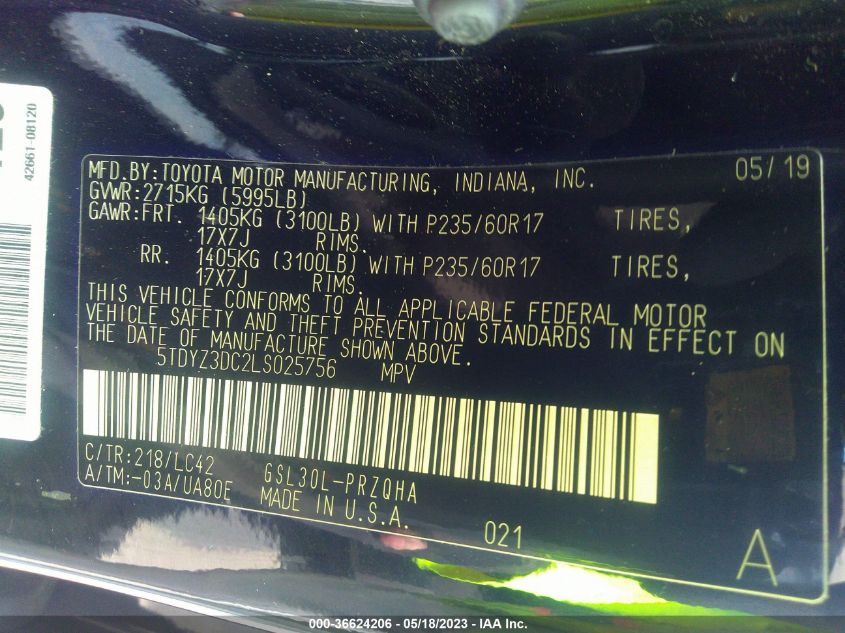 42661-08120
MFD.BY:TOYOTA MOTOR MANUFACTURING, INDIANA, INC. 05/19
GVWR:2715KG (5995LB)
GAWR:FRT. 1405KG (3100LB) WITH P235/60R17 TIRES,
17X7J RIMS.
RR. 1405KG (3100LB) WITH P235/60R17 TIRES,
17X7J RIMS.
THIS VEHICLE CONFORMS TO ALL APPLICABLE FEDERAL MOTOR
VEHICLE SAFETY AND THEFT PREVENTION STANDARDS IN EFFECT ON
THE DATE OF MANUFACTURE SHOWN ABOVE.
5TDYZ3DC2LS025756 MPV
C/TR:218/LC42 GSL30L-PRZQHA
A/TM:-03A/UA80E MADE IN U.S.A.
021
A
000-36624206 - 05/18/2023 - IAA Inc.